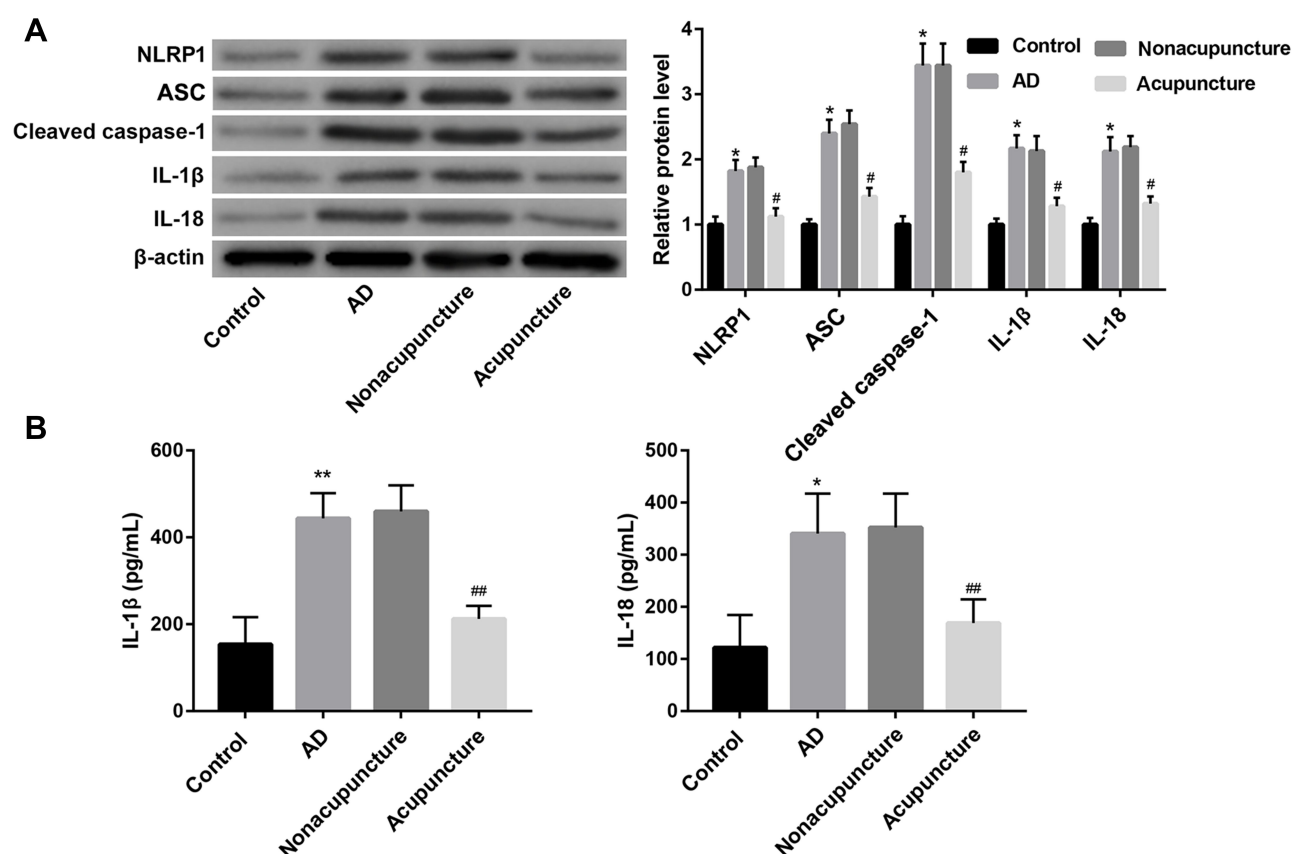 A
NLRP1
ASC
Cleaved caspase-1
IL-1β
IL-18
β-actin
Control
AD
Nonacupuncture
Acupuncture
Relative protein level
4
3
2
1
0
Control
Nonacupuncture
AD
Acupuncture
*
#
*
#
*
#
*
#
*
#
NLRP1
ASC
Cleaved caspase-1
IL-1β
IL-18
B
IL-1β (pg/mL)
600
400
200
0
**
##
Control
AD
Nonacupuncture
Acupuncture
IL-18 (pg/mL)
500
400
300
200
100
0
*
##
Control
AD
Nonacupuncture
Acupuncture